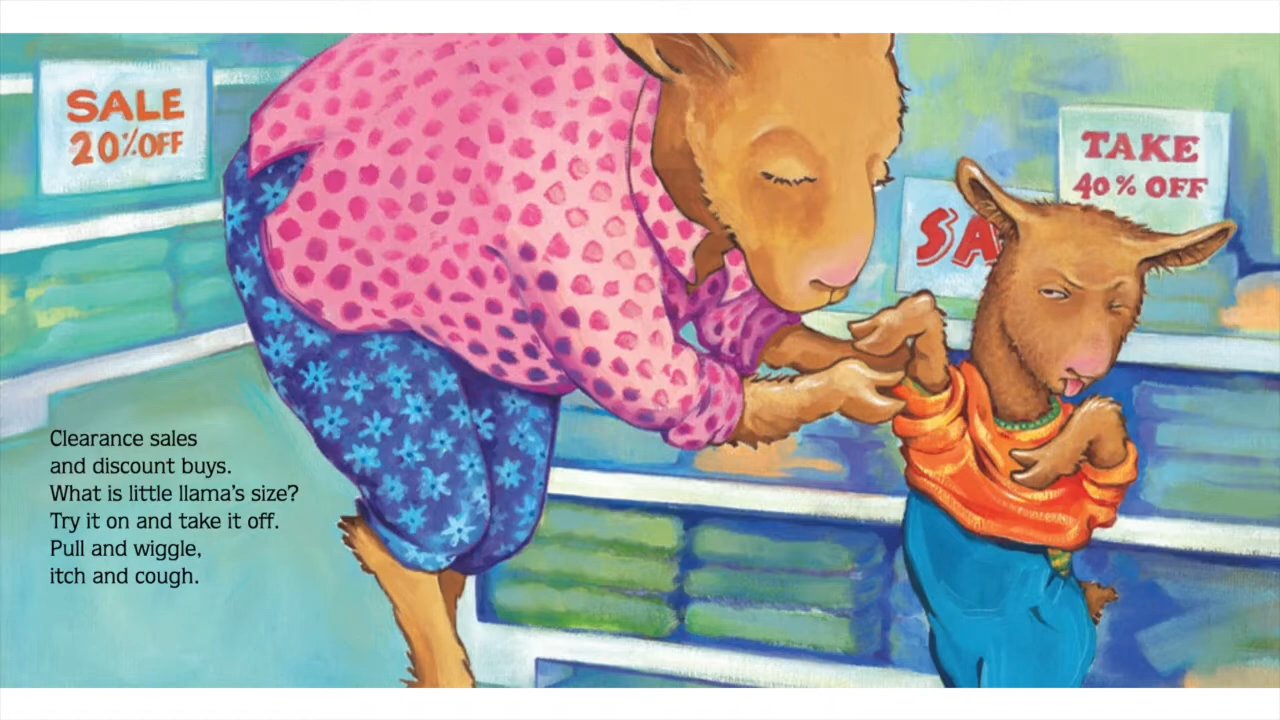 SALE
20% OFF
TAKE
40% OFF
SA
Clearance sales
and discount buys.
What is little llama's size?
Try it on and take it off.
Pull and wiggle,
itch and cough.